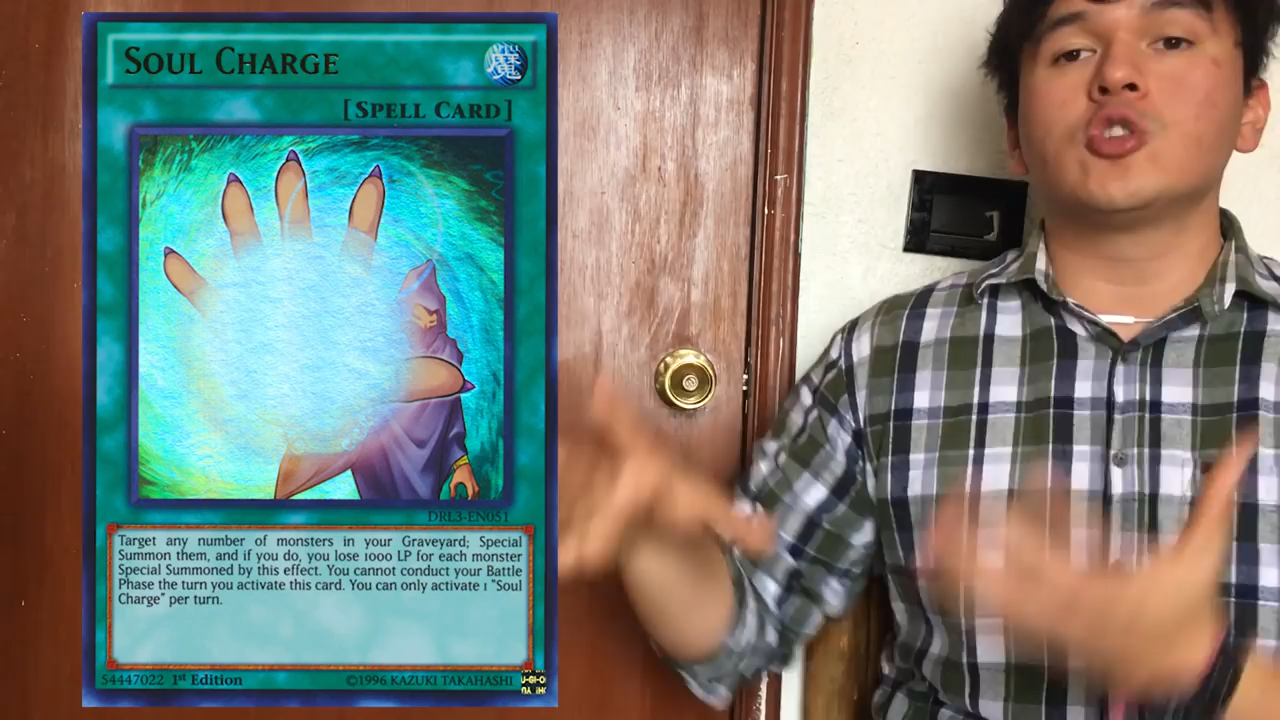 SOUL CHARGE
魔
[SPELL CARD]
DRL3-EN051
Target any number of monsters in your Graveyard; Special
Summon them, and if you do, you lose 1000 LP for each monster
Special Summoned by this effect. You cannot conduct your Battle
Phase the turn you activate this card. You can only activate 1 "Soul
Charge" per turn.
54447022 1st Edition ©1996 KAZUKI TAKAHASHI